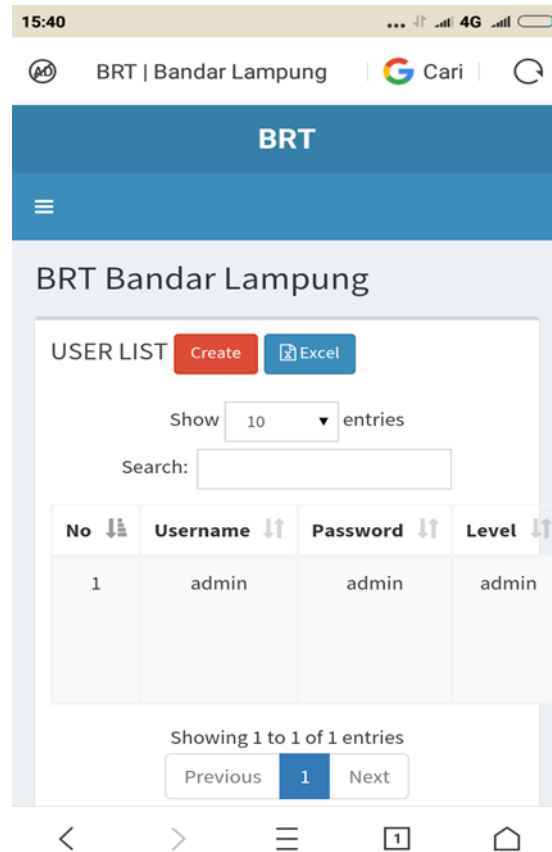 15:40 ... 4G
AD BRT | Bandar Lampung G Cari
BRT
BRT Bandar Lampung
USER LIST Create Excel
Show 10 entries
Search:
No Username Password Level
1 admin admin admin
Showing 1 to 1 of 1 entries
Previous 1 Next
1